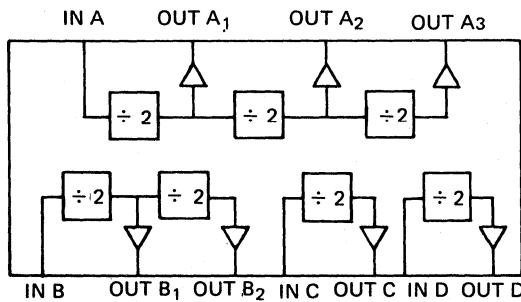 IN A OUT A1 OUT A2 OUT A3
÷ 2 ÷ 2 ÷ 2
÷ 2 ÷ 2 ÷ 2 ÷ 2
IN B OUT B1 OUT B2 IN C OUT C IN D OUT D